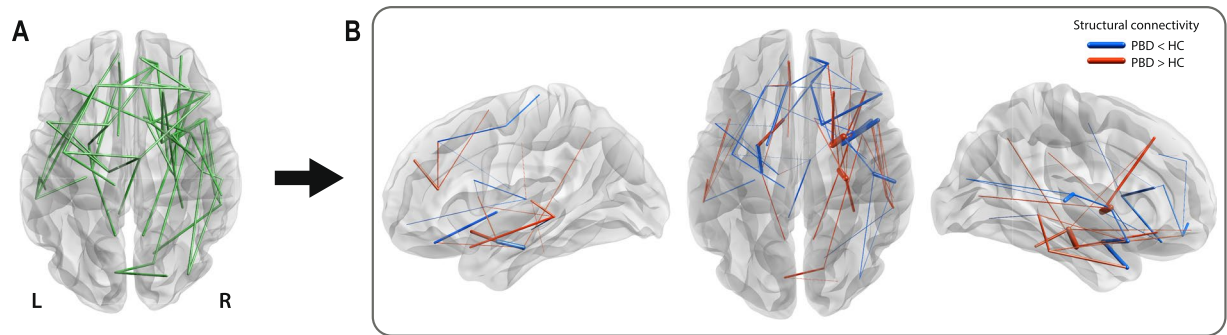 A
B
Structural connectivity
PBD < HC
PBD > HC
L
R